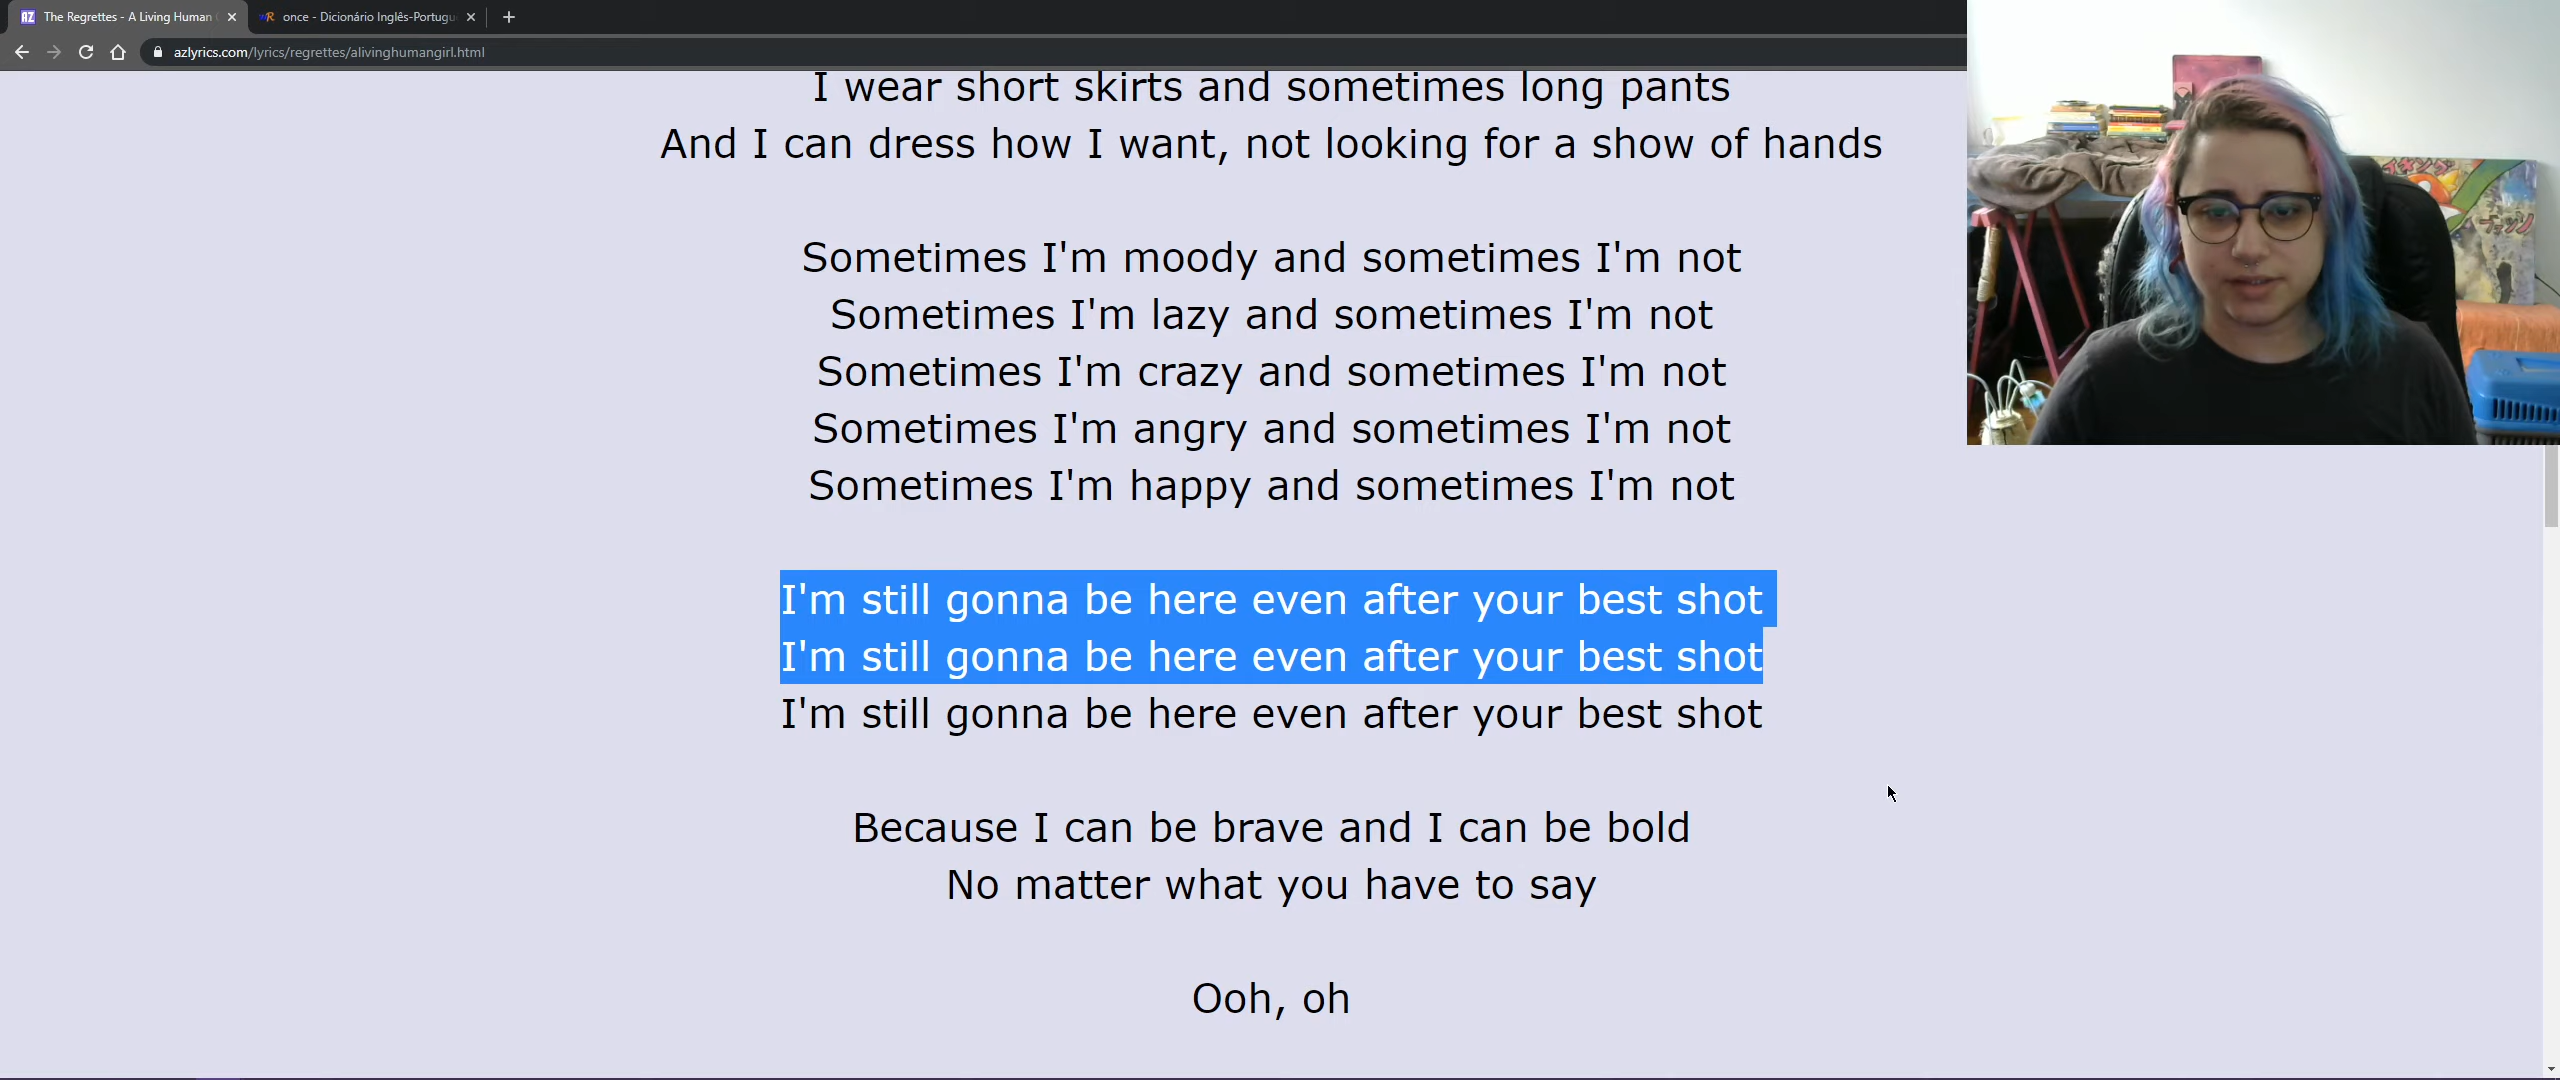 The Regrettes - A Living Human
once - Dicionário Inglês-Portugu
azlyrics.com/lyrics/regrettes/alivinghumangirl.html
I wear short skirts and sometimes long pants
And I can dress how I want, not looking for a show of hands
Sometimes I'm moody and sometimes I'm not
Sometimes I'm lazy and sometimes I'm not
Sometimes I'm crazy and sometimes I'm not
Sometimes I'm angry and sometimes I'm not
Sometimes I'm happy and sometimes I'm not
I'm still gonna be here even after your best shot
I'm still gonna be here even after your best shot
I'm still gonna be here even after your best shot
Because I can be brave and I can be bold
No matter what you have to say
Ooh, oh